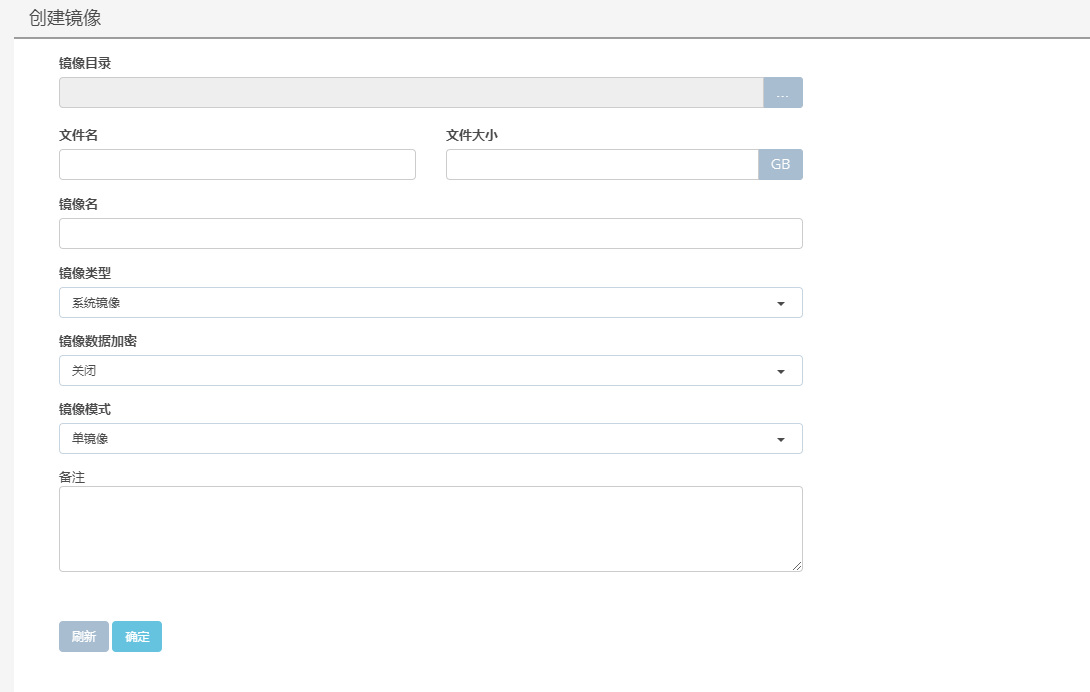 创建镜像
镜像目录
...
文件名 文件大小
GB
镜像名
镜像类型
系统镜像
镜像数据加密
关闭
镜像模式
单镜像
备注
刷新 确定